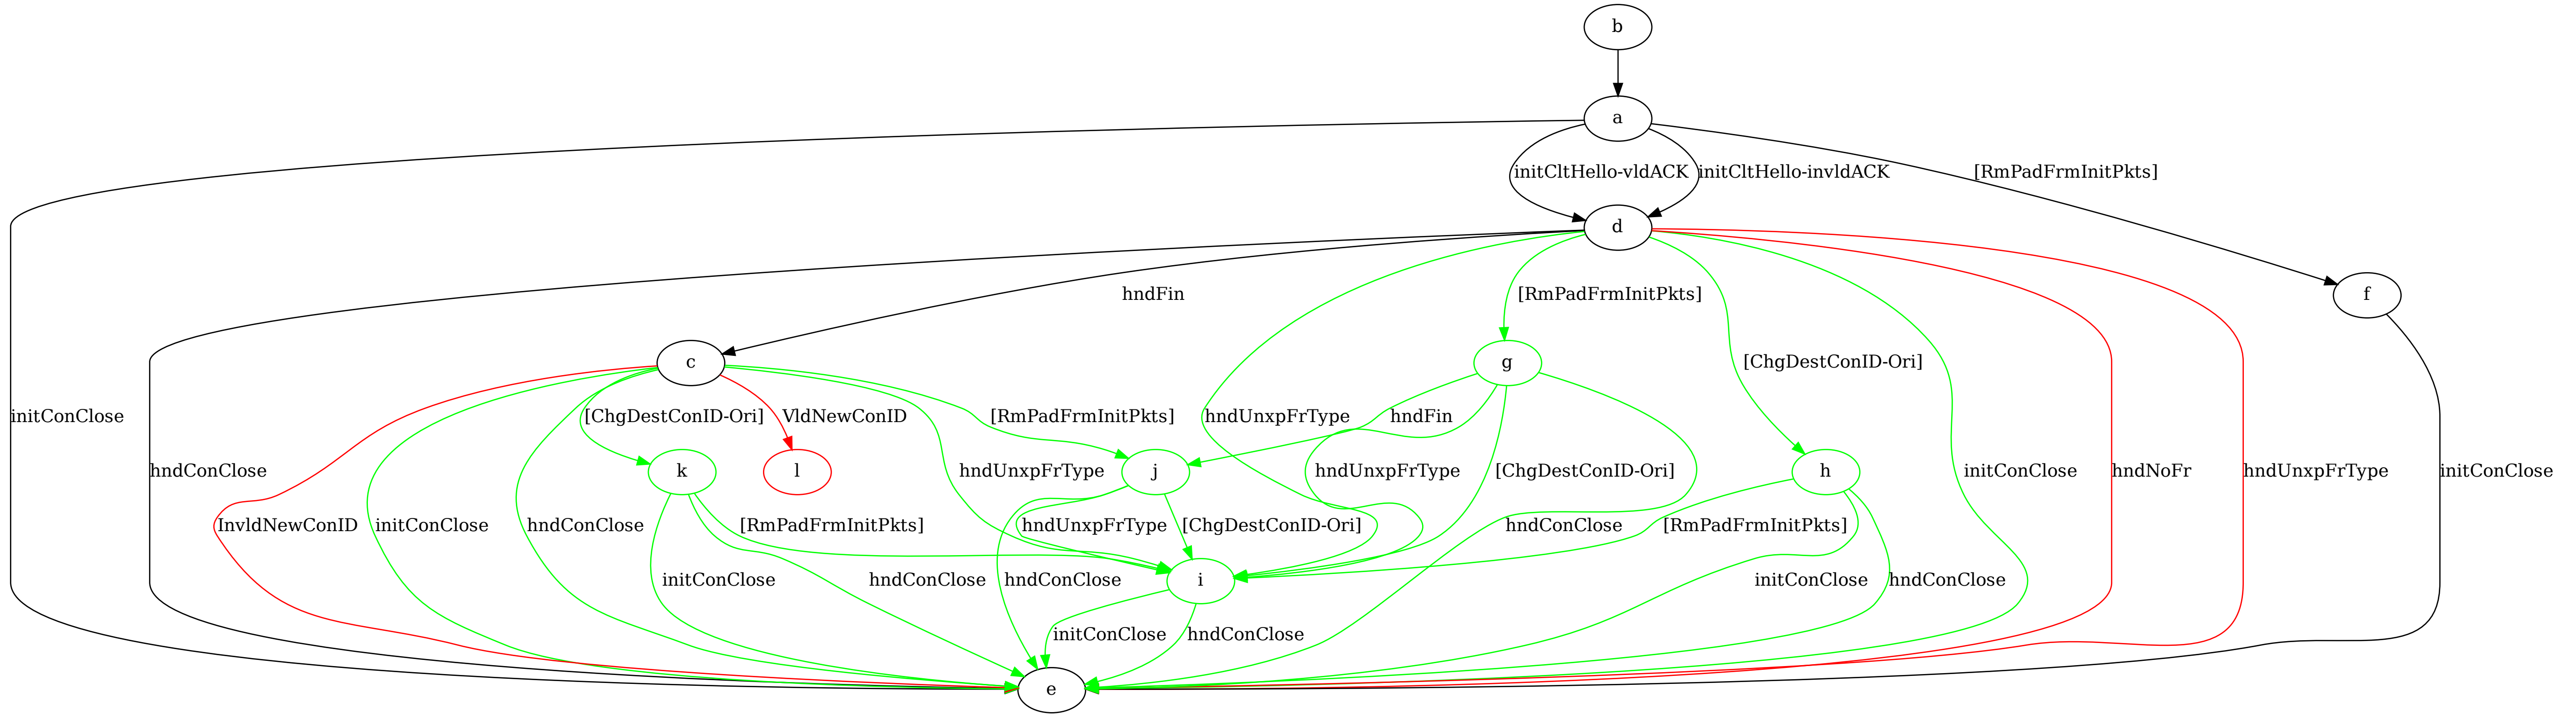 b
a
initCltHello-vldACK
initCltHello-invldACK
[RmPadFrmInitPkts]
d
hndFin
[RmPadFrmInitPkts]
f
c
g
[ChgDestConID-Ori]
initConClose
[ChgDestConID-Ori]
VldNewConID
[RmPadFrmInitPkts]
hndUnxpFrType
hndFin
hndConClose
k
l
hndUnxpFrType
j
hndUnxpFrType
[ChgDestConID-Ori]
h
initConClose
hndNoFr
hndUnxpFrType
initConClose
InvldNewConID
initConClose
hndConClose
[RmPadFrmInitPkts]
hndUnxpFrType
[ChgDestConID-Ori]
hndConClose
[RmPadFrmInitPkts]
initConClose
hndConClose
hndConClose
i
initConClose
hndConClose
initConClose
hndConClose
e